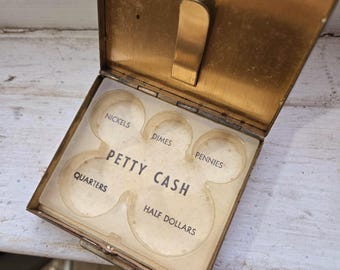 NICKELS
DIMES
PENNIES
PETTY CASH
QUARTERS
HALF DOLLARS